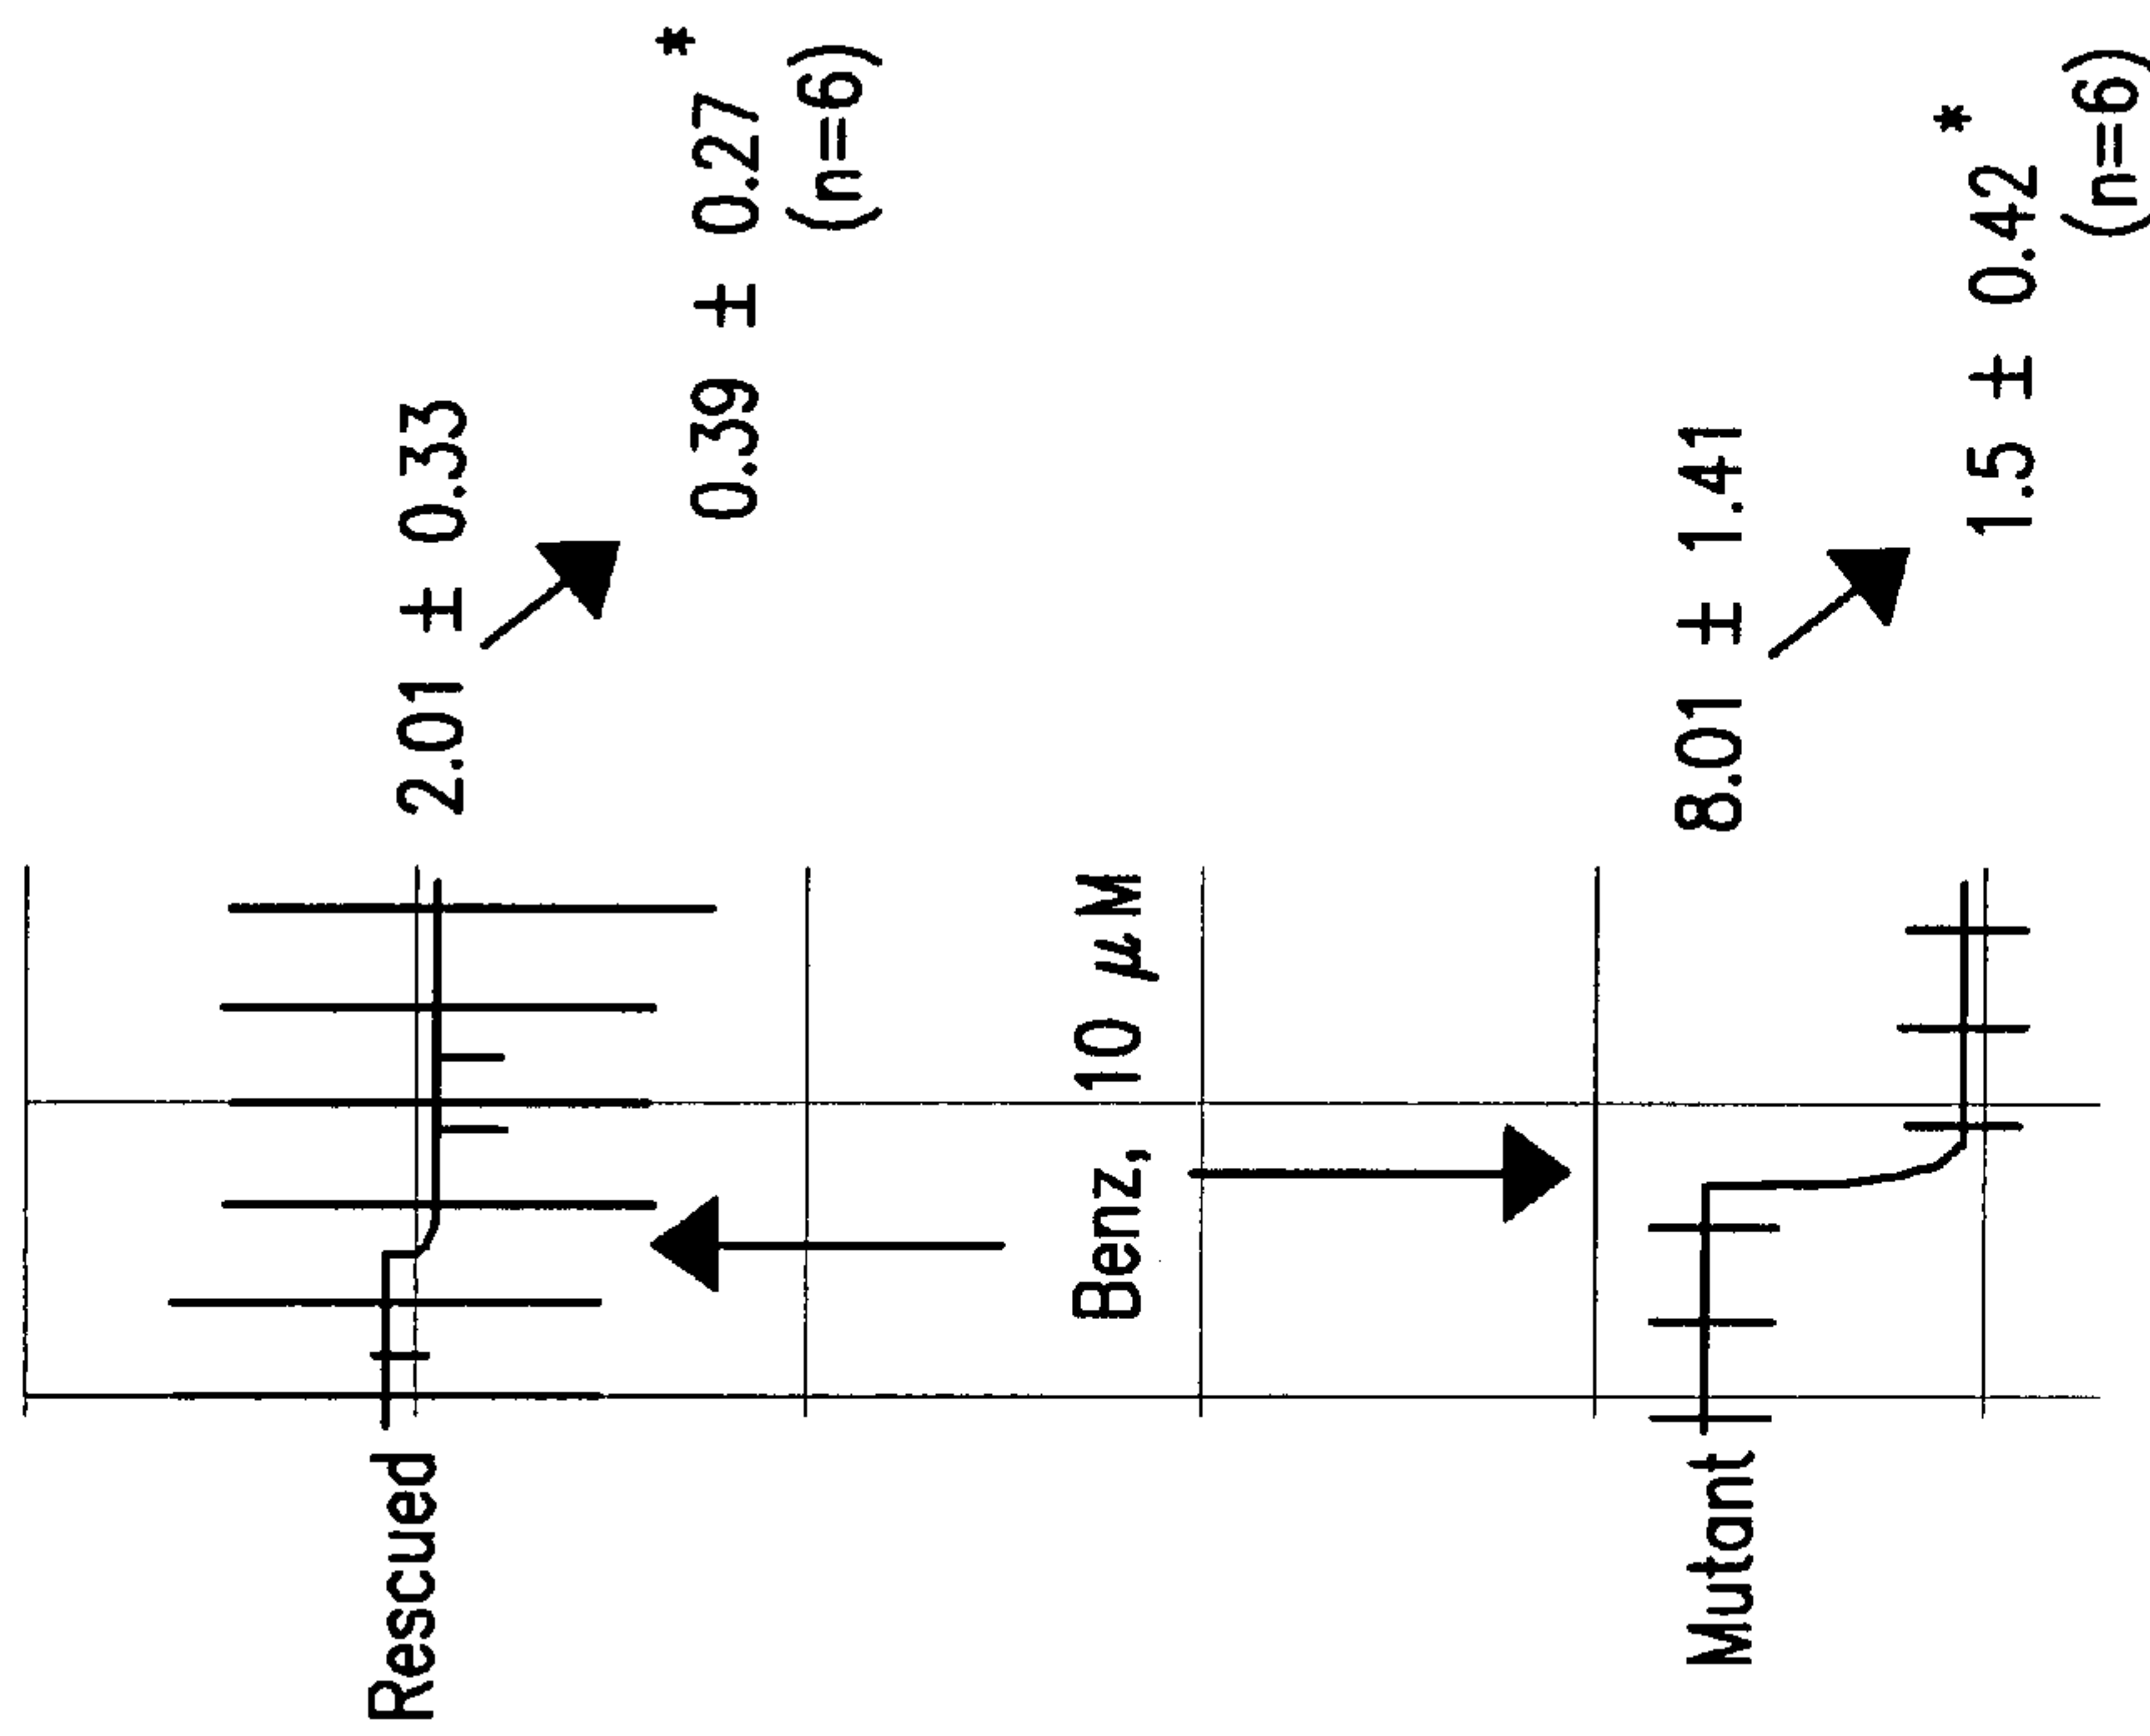 Rescued
2.01 ± 0.33
0.39 ± 0.27 *
(n=6)
Benz, 10 μM
Mutant
8.01 ± 1.41
1.5 ± 0.42 *
(n=6)